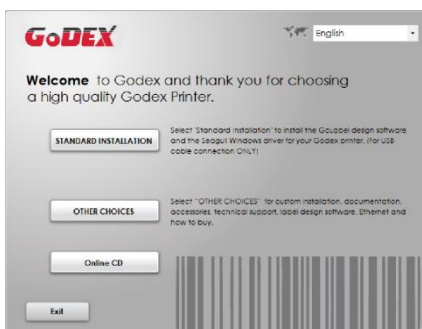 GoDEX
English
Welcome to Godex and thank you for choosing
a high quality Godex Printer.
STANDARD INSTALLATION
Select 'Standard Installation' to install the GoLabel design software
and the Seagull Windows driver for your Godex printer. (For USB
cable connection ONLY)
OTHER CHOICES
Select "OTHER CHOICES" for custom installation, documentation,
accessories, technical support, label design software, Ethernet and
how to buy.
Online CD
Exit